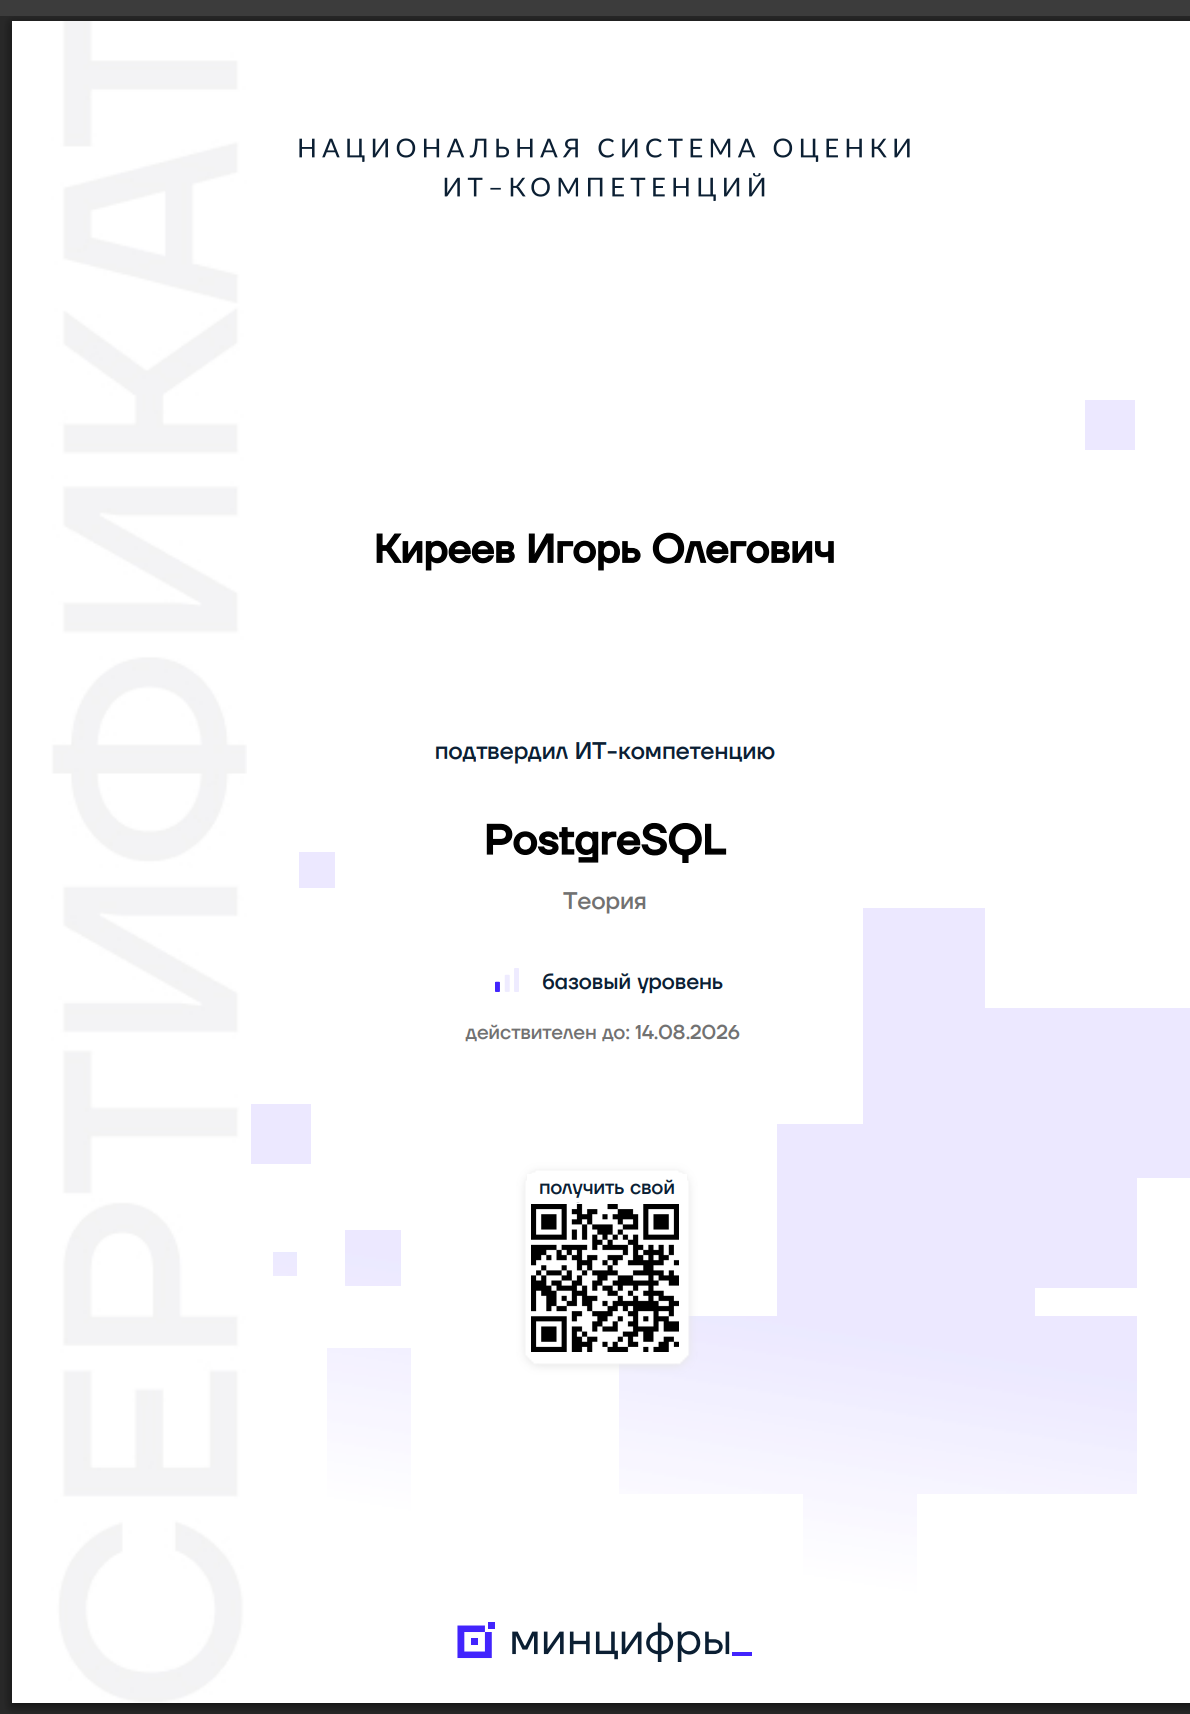 СЕРТИФИКАТ
НАЦИОНАЛЬНАЯ СИСТЕМА ОЦЕНКИ
ИТ-КОМПЕТЕНЦИЙ
Киреев Игорь Олегович
подтвердил ИТ-компетенцию
PostgreSQL
Теория
базовый уровень
действителен до: 14.08.2026
получить свой
минцифры_